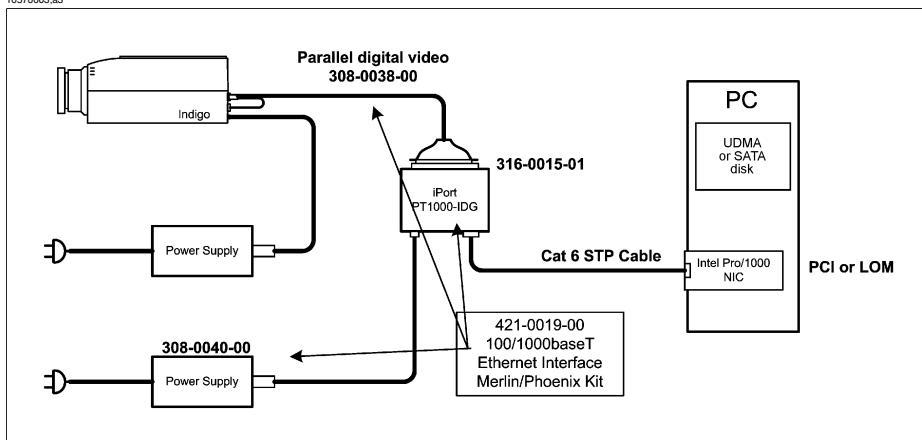 10570003;a3
Parallel digital video
308-0038-00
Indigo
316-0015-01
iPort
PT1000-IDG
PC
UDMA
or SATA
disk
Power Supply
Cat 6 STP Cable
Intel Pro/1000
NIC
PCI or LOM
421-0019-00
100/1000baseT
Ethernet Interface
Merlin/Phoenix Kit
308-0040-00
Power Supply